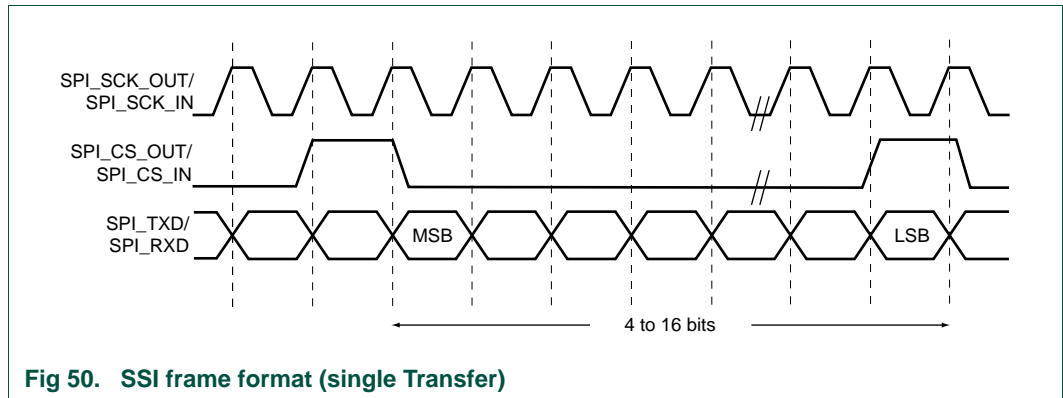 SPI_SCK_OUT/
SPI_SCK_IN
SPI_CS_OUT/
SPI_CS_IN
SPI_TXD/
SPI_RXD
MSB
LSB
4 to 16 bits
Fig 50. SSI frame format (single Transfer)